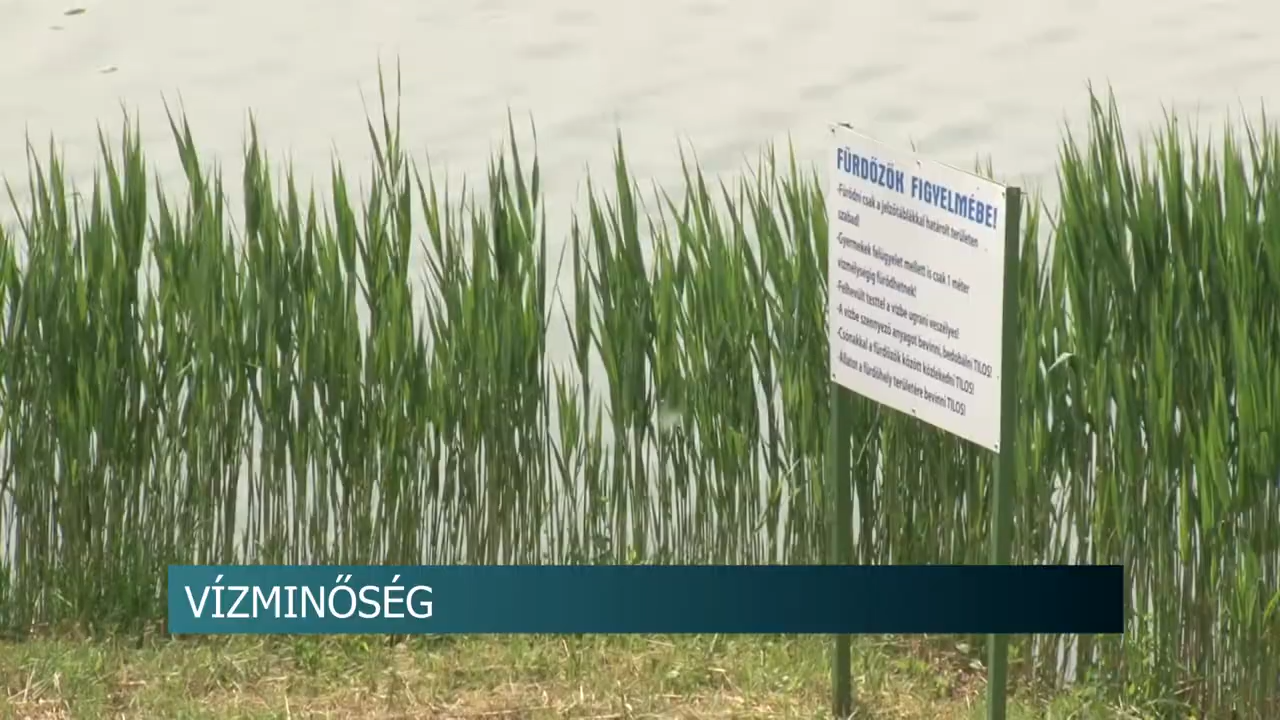 FÜRDŐZŐK FIGYELMÉBE!
-Fürödni csak a jelzőtáblákkal határolt területen
szabad!
-Gyermekek felügyelet mellett is csak 1 méter
vízmélységig fürödhetnek!
-Felhevült testtel a vízbe ugrani veszélyes!
-A vízbe szennyező anyagot bevinni, bedobálni TILOS!
-Csónakkal a fürdőzők között közlekedni TILOS!
-Állatot a fürdőhely területére bevinni TILOS!
VÍZMINŐSÉG